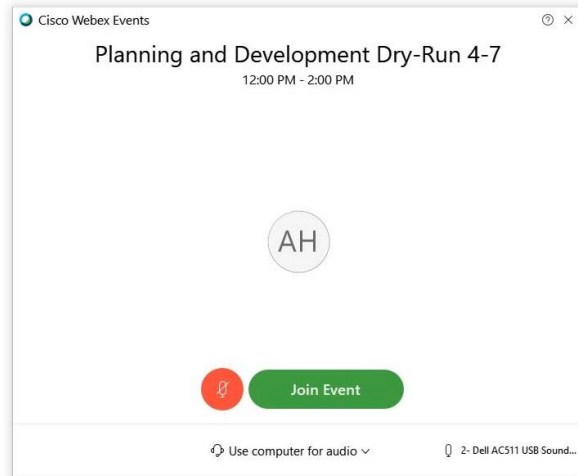 Cisco Webex Events
Planning and Development Dry-Run 4-7
12:00 PM - 2:00 PM
AH
Join Event
Use computer for audio
2- Dell AC511 USB Sound...